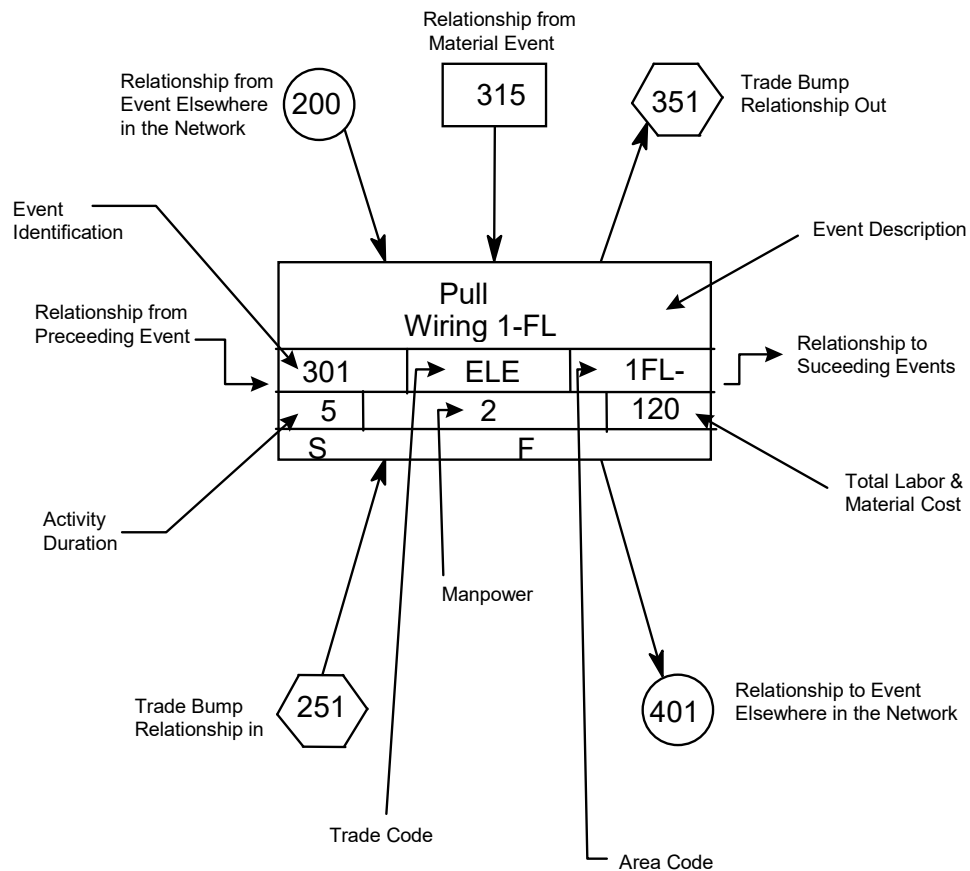 Relationship from
Material Event
Relationship from
Event Elsewhere
in the Network
200
315
351
Trade Bump
Relationship Out
Event
Identification
Event Description
Pull
Wiring 1-FL
Relationship from
Preceeding Event
Relationship to
Suceeding Events
301 ELE 1FL-
5 2 120
S F
Activity
Duration
Total Labor &
Material Cost
Manpower
Trade Bump
Relationship in
251
401
Relationship to Event
Elsewhere in the Network
Trade Code
Area Code